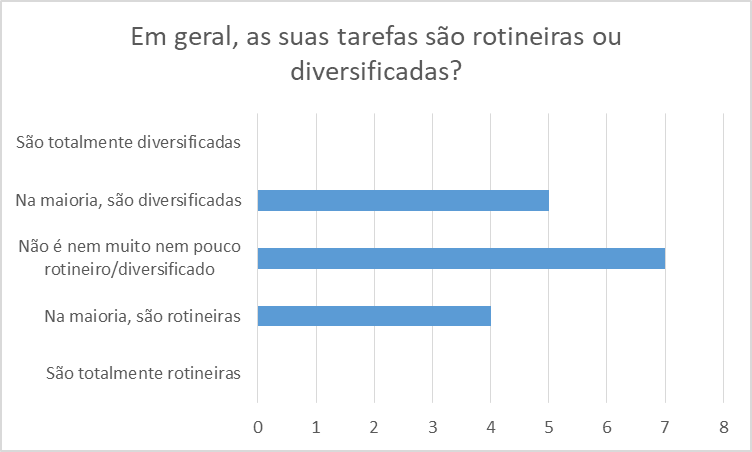 Em geral, as suas tarefas são rotineiras ou
diversificadas?
São totalmente diversificadas
Na maioria, são diversificadas
Não é nem muito nem pouco
rotineiro/diversificado
Na maioria, são rotineiras
São totalmente rotineiras
0 1 2 3 4 5 6 7 8